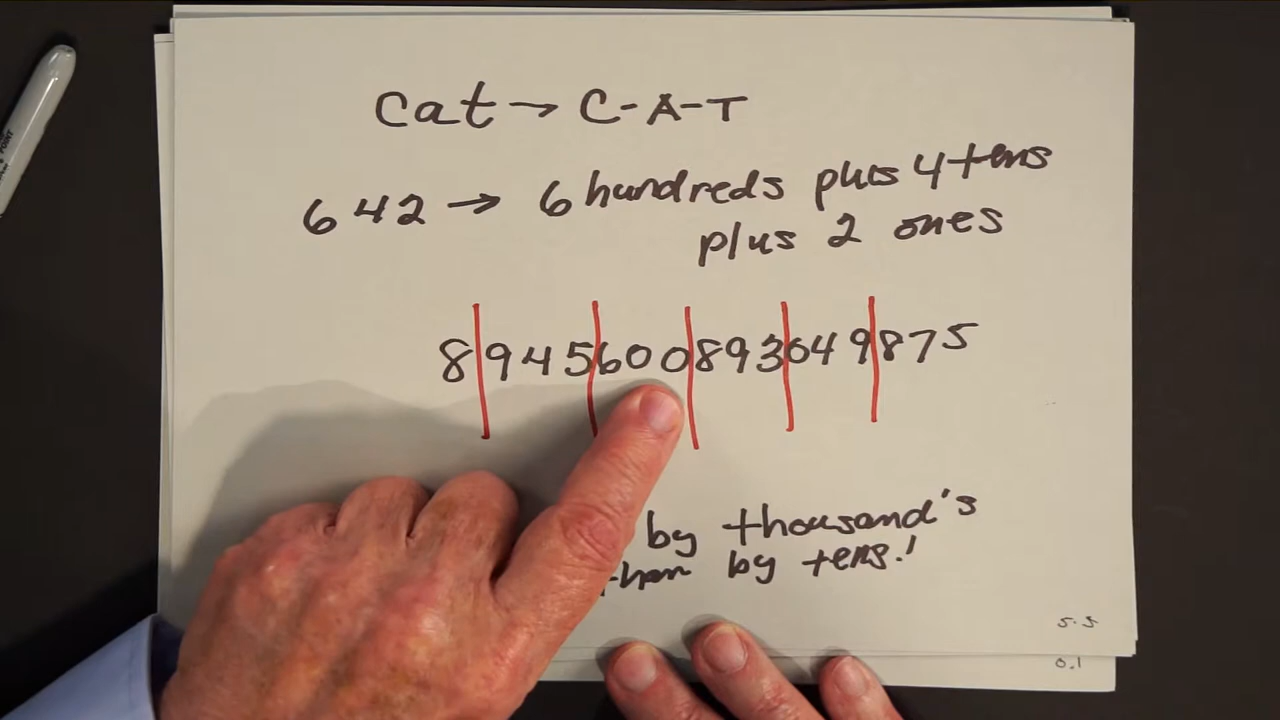 Cat → C-A-T
642 → 6 hundreds plus 4 tens
plus 2 ones
8|945|600|893|049|875
by thousand's
than by tens!
5.5
0.1